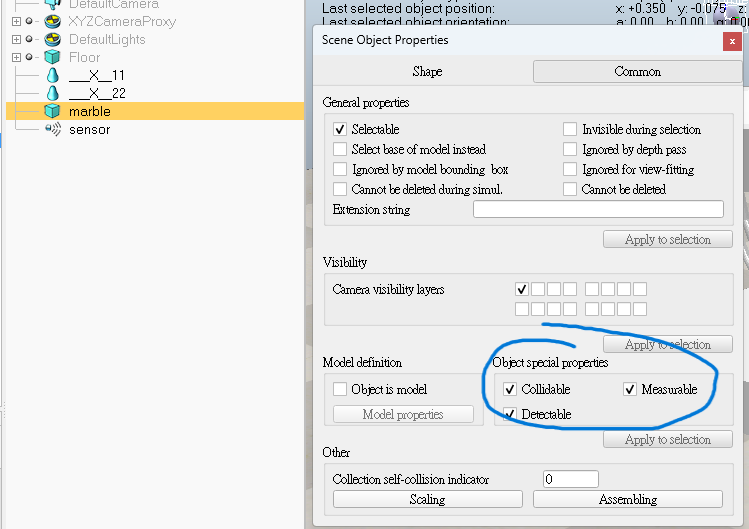 DefaultCamera
XYZCameraProxy
DefaultLights
Floor
___X__11
___X__22
marble
sensor
Last selected object position: x: +0.350 y: -0.075
Last selected object orientation: a: 0.00 b: 0.00
Scene Object Properties
x
Shape Common
General properties
Selectable Invisible during selection
Select base of model instead Ignored by depth pass
Ignored by model bounding box Ignored for view-fitting
Cannot be deleted during simul. Cannot be deleted
Extension string
Apply to selection
Visibility
Camera visibility layers
Apply to selection
Model definition Object special properties
Object is model Collidable Measurable
Model properties Detectable
Apply to selection
Other
Collection self-collision indicator 0
Scaling Assembling